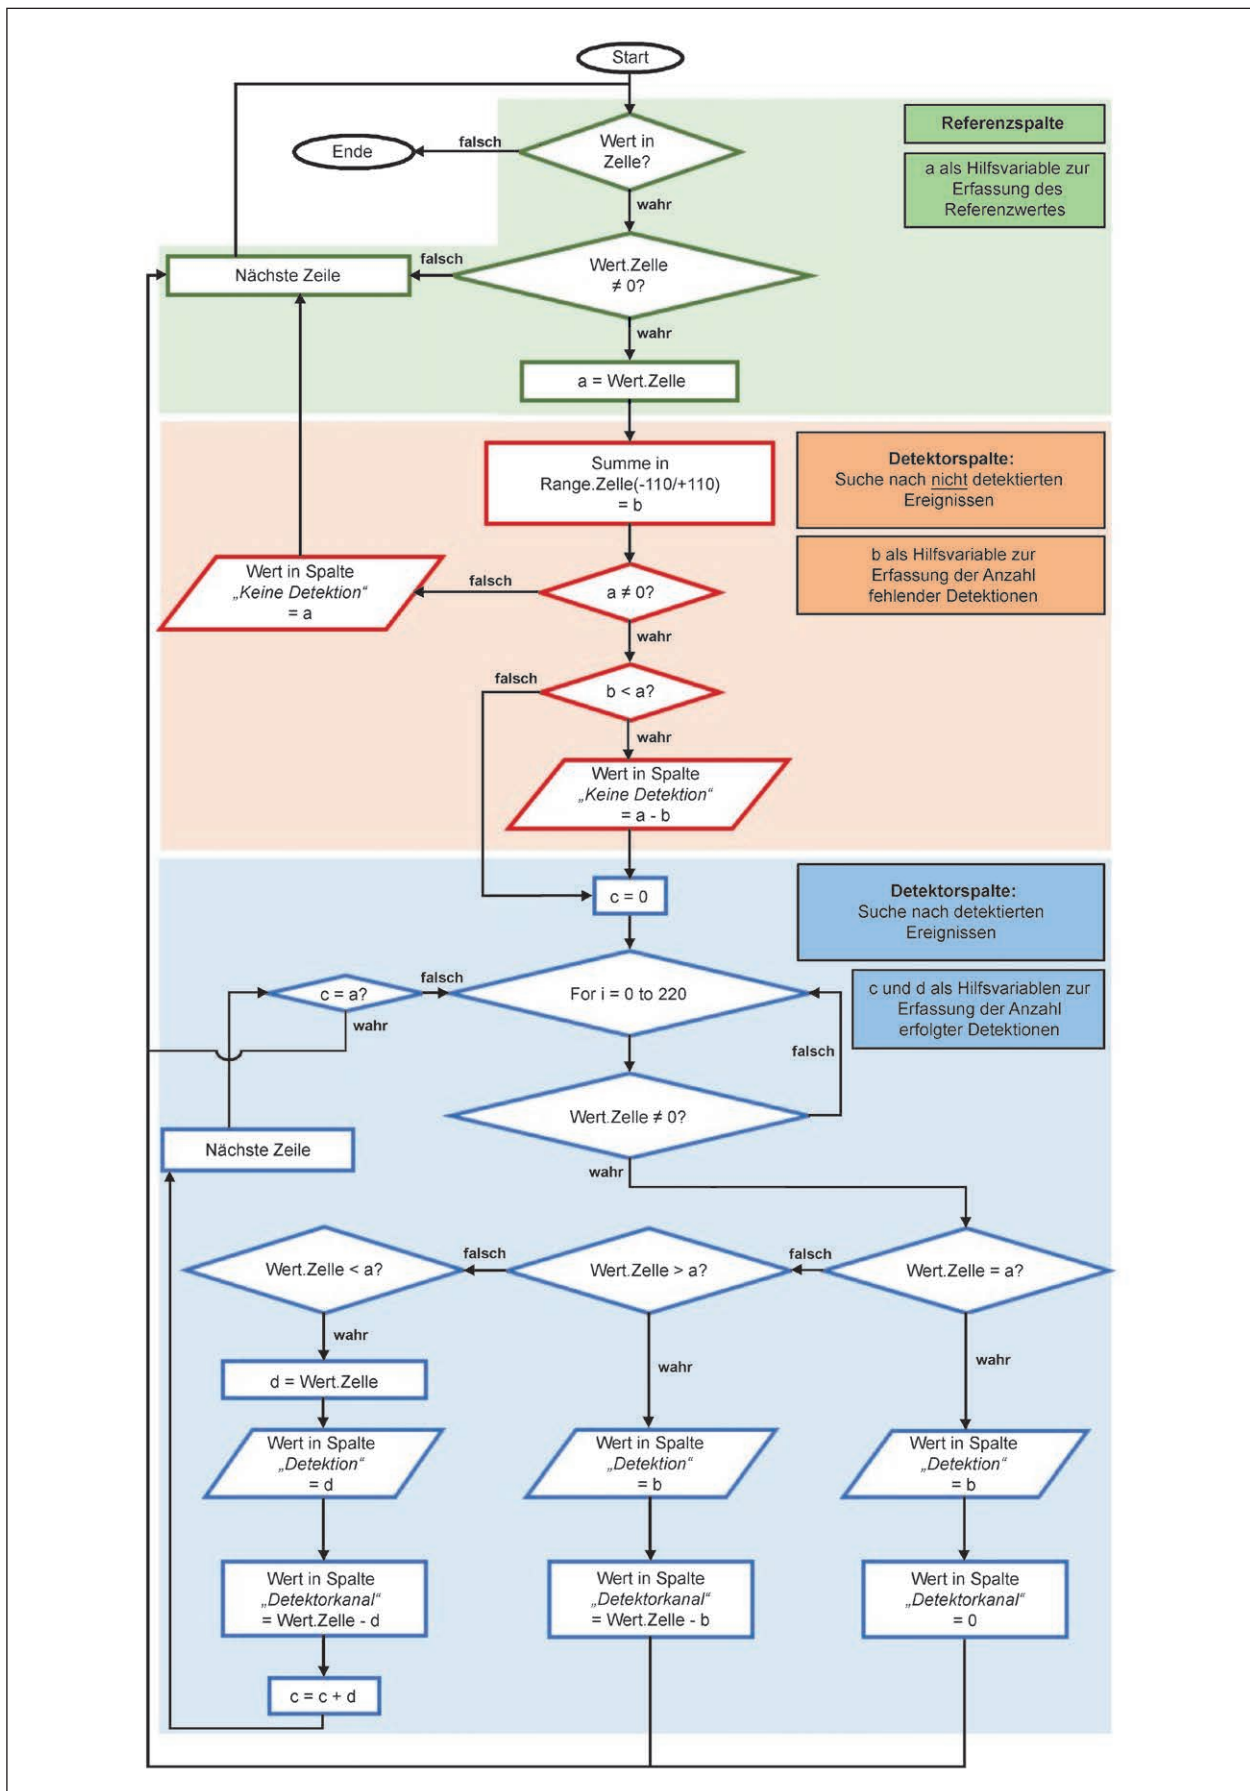 Start
Wert in
Zelle?
falsch
Ende
wahr
Referenzspalte
a als Hilfsvariable zur
Erfassung des
Referenzwertes
Wert.Zelle
≠ 0?
falsch
Nächste Zeile
wahr
a = Wert.Zelle
Summe in
Range.Zelle(-110/+110)
= b
Detektorspalte:
Suche nach nicht detektierten
Ereignissen
b als Hilfsvariable zur
Erfassung der Anzahl
fehlender Detektionen
a ≠ 0?
falsch
Wert in Spalte
„Keine Detektion“
= a
wahr
b < a?
falsch
wahr
Wert in Spalte
„Keine Detektion“
= a - b
c = 0
Detektorspalte:
Suche nach detektierten
Ereignissen
c und d als Hilfsvariablen zur
Erfassung der Anzahl
erfolgter Detektionen
c = a?
falsch
wahr
For i = 0 to 220
falsch
Wert.Zelle ≠ 0?
Nächste Zeile
wahr
Wert.Zelle < a?
falsch
Wert.Zelle > a?
falsch
Wert.Zelle = a?
wahr
wahr
wahr
d = Wert.Zelle
Wert in Spalte
„Detektion“
= d
Wert in Spalte
„Detektion“
= b
Wert in Spalte
„Detektion“
= b
Wert in Spalte
„Detektorkanal“
= Wert.Zelle - d
Wert in Spalte
„Detektorkanal“
= Wert.Zelle - b
Wert in Spalte
„Detektorkanal“
= 0
c = c + d